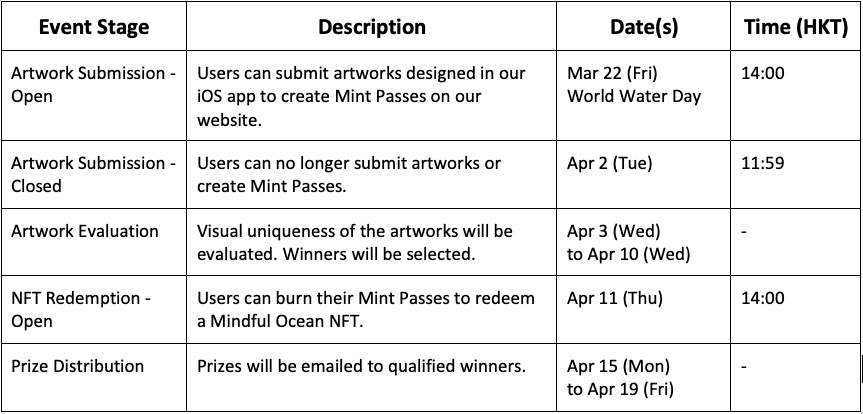 Event Stage Description Date(s) Time (HKT)
Artwork Submission - Users can submit artworks designed in our Mar 22 (Fri) 14:00
Open iOS app to create Mint Passes on our World Water Day
website.
Artwork Submission - Users can no longer submit artworks or Apr 2 (Tue) 11:59
Closed create Mint Passes.
Artwork Evaluation Visual uniqueness of the artworks will be Apr 3 (Wed) -
evaluated. Winners will be selected. to Apr 10 (Wed)
NFT Redemption - Users can burn their Mint Passes to redeem Apr 11 (Thu) 14:00
Open a Mindful Ocean NFT.
Prize Distribution Prizes will be emailed to qualified winners. Apr 15 (Mon) -
to Apr 19 (Fri)